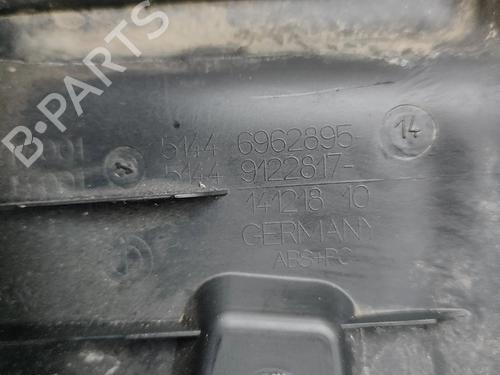 B-PARTS
5144 6962895-
5144 9122817-
14
141218 10
GERMANY
ABS+PC